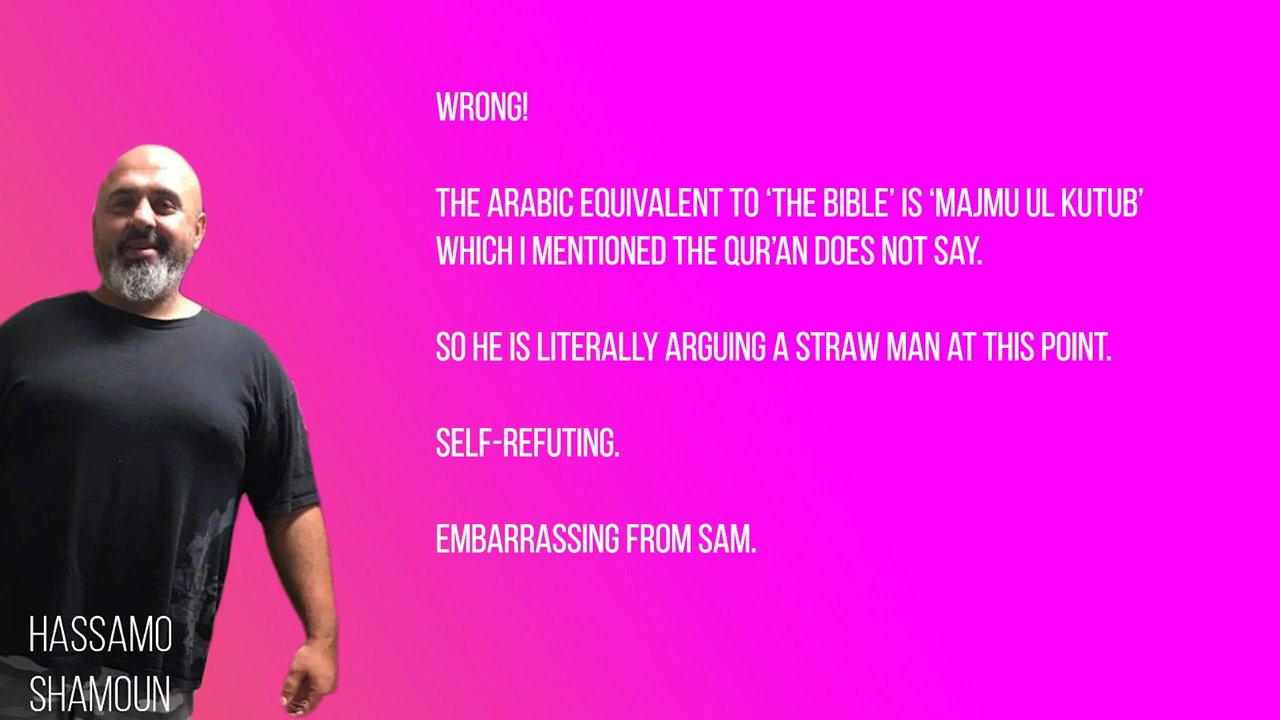 WRONG!
THE ARABIC EQUIVALENT TO ‘THE BIBLE’ IS ‘MAJMU UL KUTUB’
WHICH I MENTIONED THE QUR’AN DOES NOT SAY.
SO HE IS LITERALLY ARGUING A STRAW MAN AT THIS POINT.
SELF-REFUTING.
EMBARRASSING FROM SAM.
HASSAMO
SHAMOUN